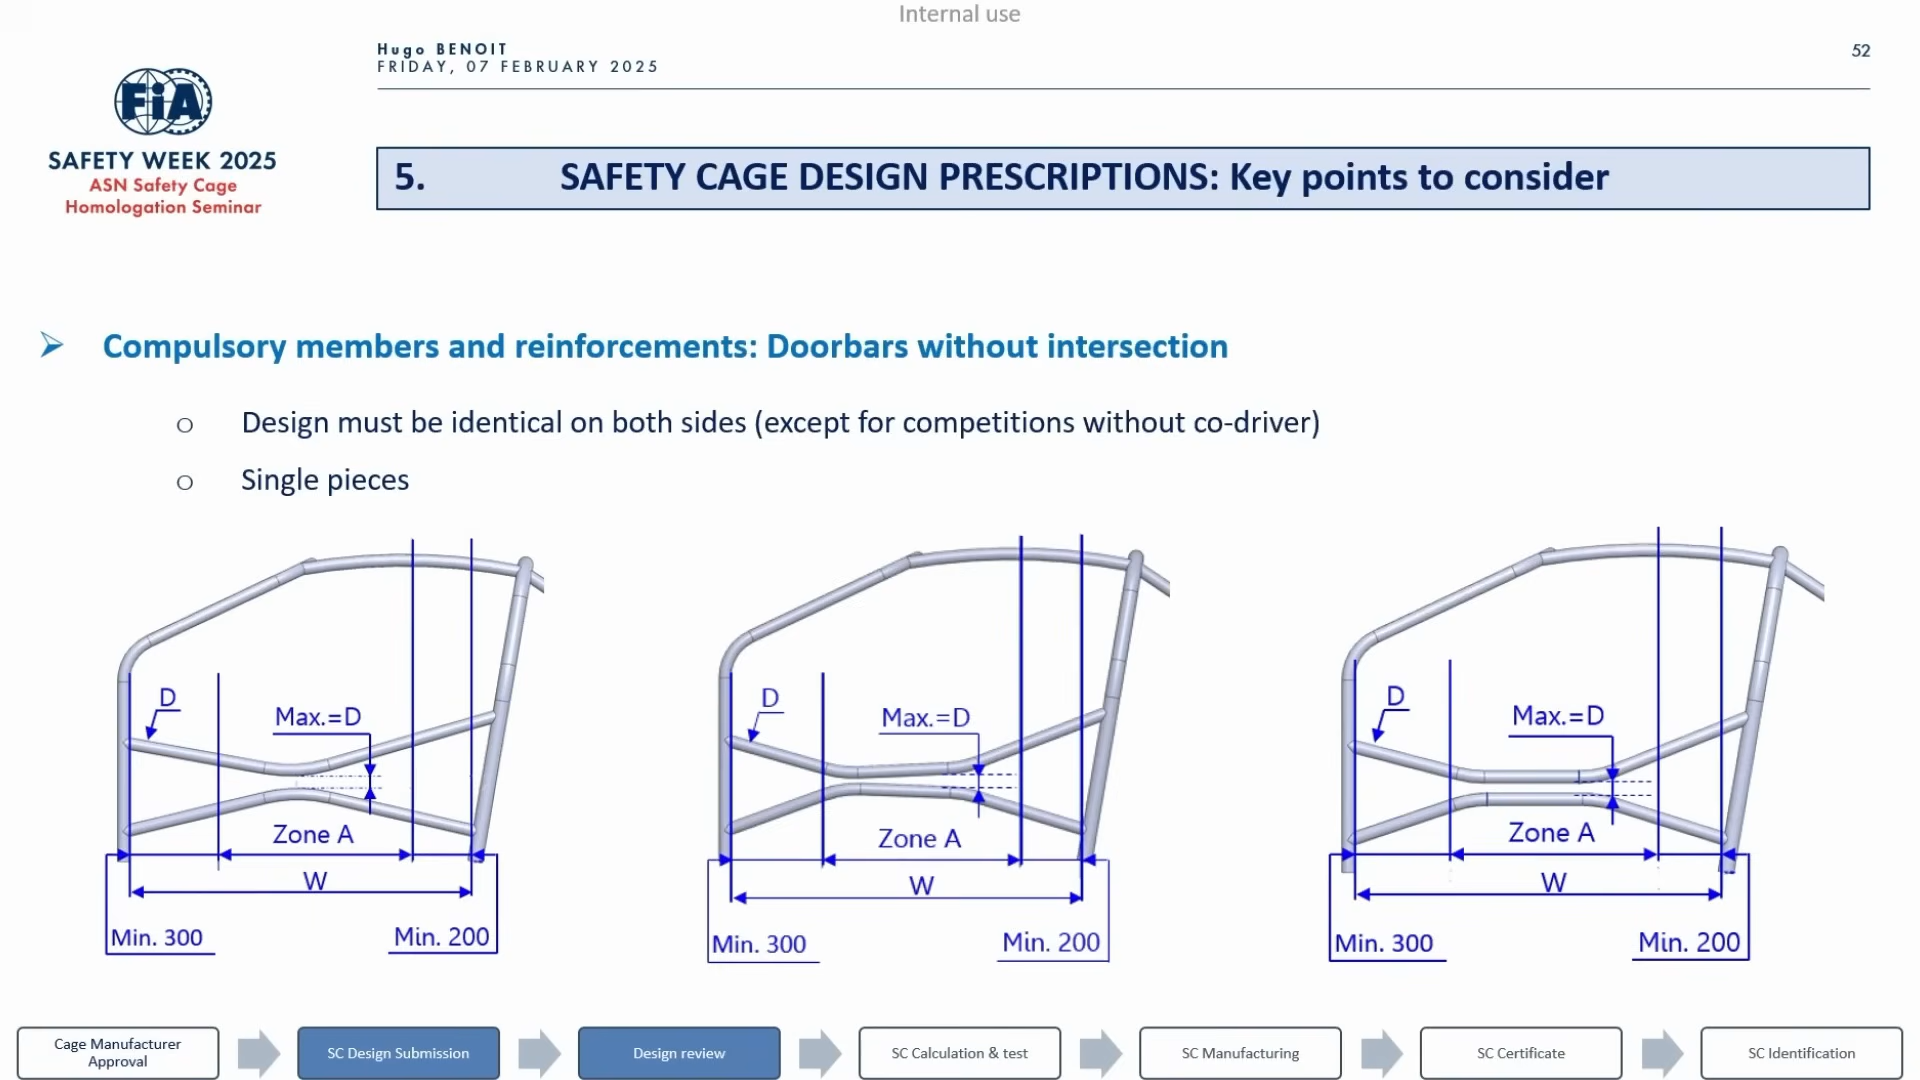 Internal use
Hugo BENOIT
FRIDAY, 07 FEBRUARY 2025
52
FiA
SAFETY WEEK 2025
ASN Safety Cage
Homologation Seminar
5. SAFETY CAGE DESIGN PRESCRIPTIONS: Key points to consider
Compulsory members and reinforcements: Doorbars without intersection
Design must be identical on both sides (except for competitions without co-driver)
Single pieces
D
Max.=D
Zone A
W
Min. 300
Min. 200
D
Max.=D
Zone A
W
Min. 300
Min. 200
D
Max.=D
Zone A
W
Min. 300
Min. 200
Cage Manufacturer
Approval
SC Design Submission
Design review
SC Calculation & test
SC Manufacturing
SC Certificate
SC Identification